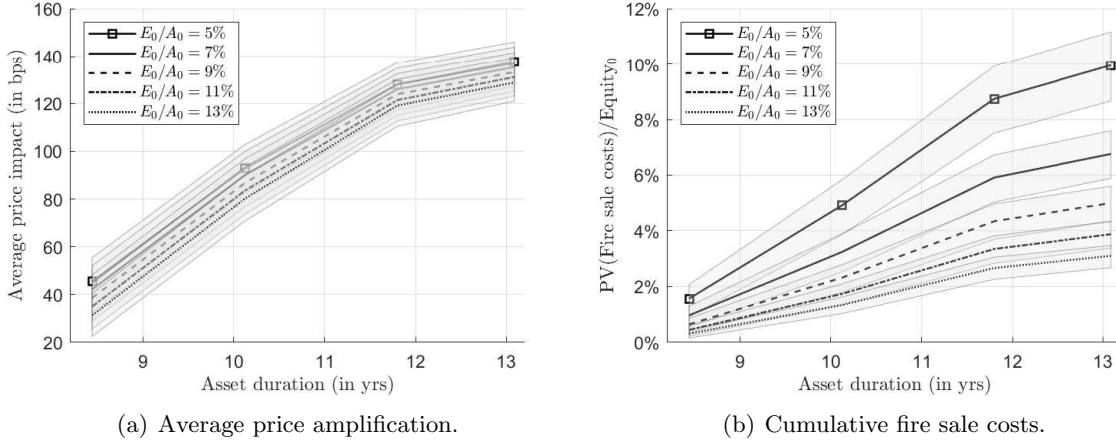 160
140
120
100
80
60
40
20
Average price impact (in bps)
E₀/A₀ = 5%
E₀/A₀ = 7%
E₀/A₀ = 9%
E₀/A₀ = 11%
E₀/A₀ = 13%
9 10 11 12 13
Asset duration (in yrs)
(a) Average price amplification.
12%
10%
8%
6%
4%
2%
0%
PV(Fire sale costs)/Equity₀
E₀/A₀ = 5%
E₀/A₀ = 7%
E₀/A₀ = 9%
E₀/A₀ = 11%
E₀/A₀ = 13%
9 10 11 12 13
Asset duration (in yrs)
(b) Cumulative fire sale costs.